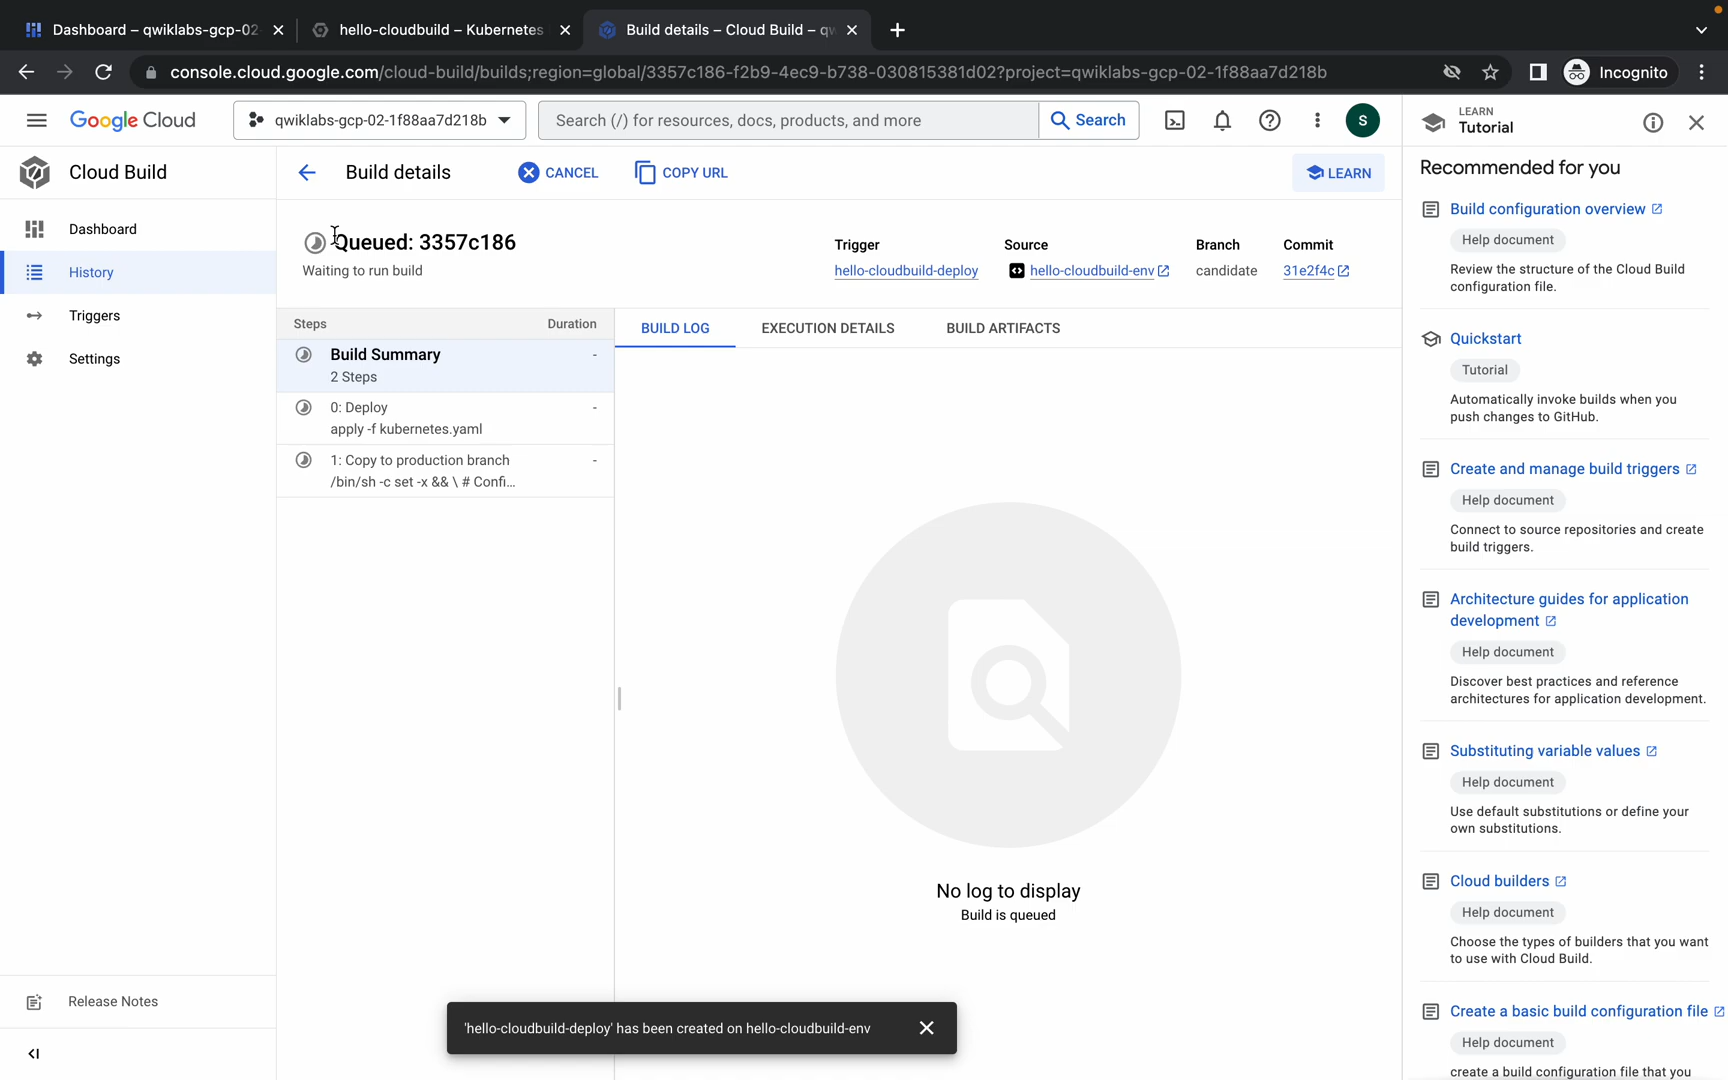 Dashboard – qwiklabs-gcp-02
hello-cloudbuild – Kubernetes
Build details – Cloud Build – qw
console.cloud.google.com/cloud-build/builds;region=global/3357c186-f2b9-4ec9-b738-030815381d02?project=qwiklabs-gcp-02-1f88aa7d218b
Incognito
Google Cloud
qwiklabs-gcp-02-1f88aa7d218b
Search (/) for resources, docs, products, and more
Search
S
LEARN
Tutorial
Cloud Build
Dashboard
History
Triggers
Settings
Release Notes
Build details
CANCEL
COPY URL
LEARN
Queued: 3357c186
Waiting to run build
Trigger
hello-cloudbuild-deploy
Source
hello-cloudbuild-env
Branch
candidate
Commit
31e2f4c
Steps
Duration
Build Summary
-
2 Steps
0: Deploy
-
apply -f kubernetes.yaml
1: Copy to production branch
-
/bin/sh -c set -x && \ # Confi...
BUILD LOG
EXECUTION DETAILS
BUILD ARTIFACTS
No log to display
Build is queued
'hello-cloudbuild-deploy' has been created on hello-cloudbuild-env
Recommended for you
Build configuration overview
Help document
Review the structure of the Cloud Build
configuration file.
Quickstart
Tutorial
Automatically invoke builds when you
push changes to GitHub.
Create and manage build triggers
Help document
Connect to source repositories and create
build triggers.
Architecture guides for application
development
Help document
Discover best practices and reference
architectures for application development.
Substituting variable values
Help document
Use default substitutions or define your
own substitutions.
Cloud builders
Help document
Choose the types of builders that you want
to use with Cloud Build.
Create a basic build configuration file
Help document
create a build configuration file that you